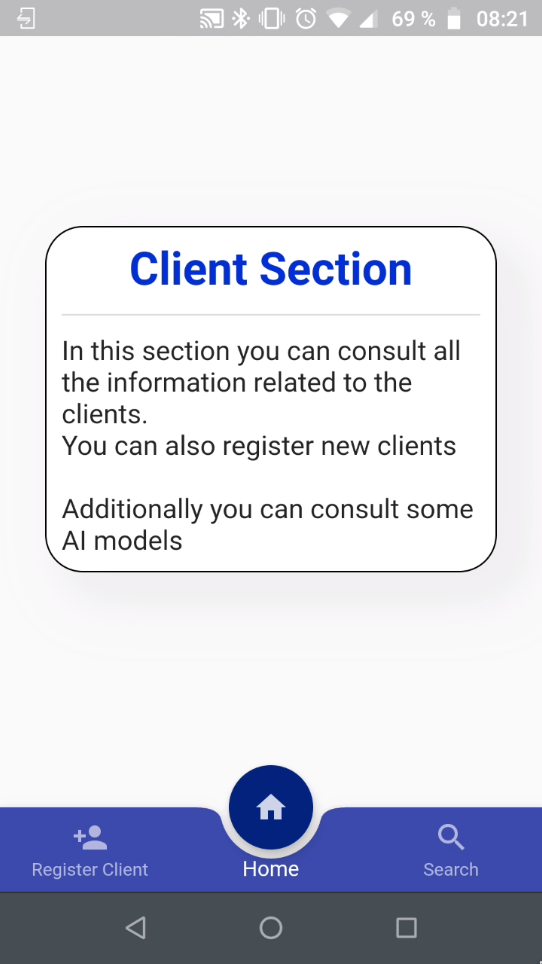 69 % 08:21
Client Section
In this section you can consult all
the information related to the
clients.
You can also register new clients
Additionally you can consult some
AI models
Register Client
Home
Search